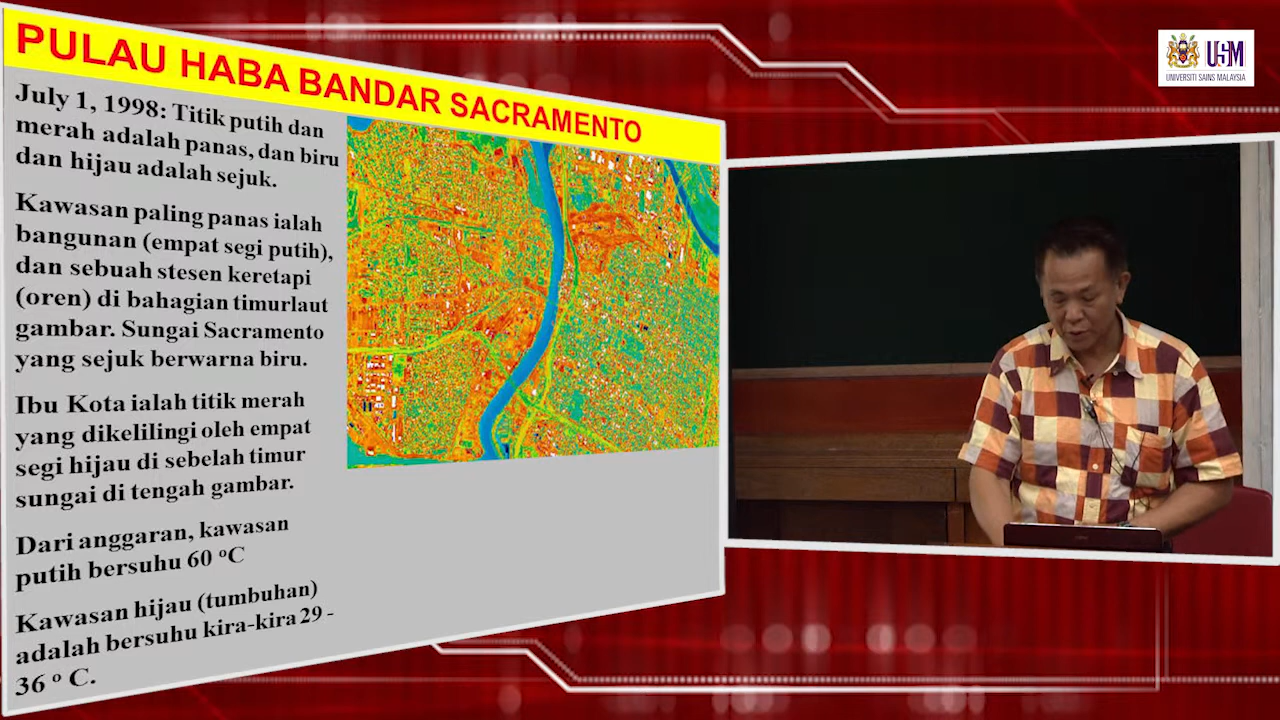 PULAU HABA BANDAR SACRAMENTO
July 1, 1998: Titik putih dan
merah adalah panas, dan biru
dan hijau adalah sejuk.
Kawasan paling panas ialah
bangunan (empat segi putih),
dan sebuah stesen keretapi
(oren) di bahagian timurlaut
gambar. Sungai Sacramento
yang sejuk berwarna biru.
Ibu Kota ialah titik merah
yang dikelilingi oleh empat
segi hijau di sebelah timur
sungai di tengah gambar.
Dari anggaran, kawasan
putih bersuhu 60 °C
Kawasan hijau (tumbuhan)
adalah bersuhu kira-kira 29 -
36 ° C.
USM
UNIVERSITI SAINS MALAYSIA